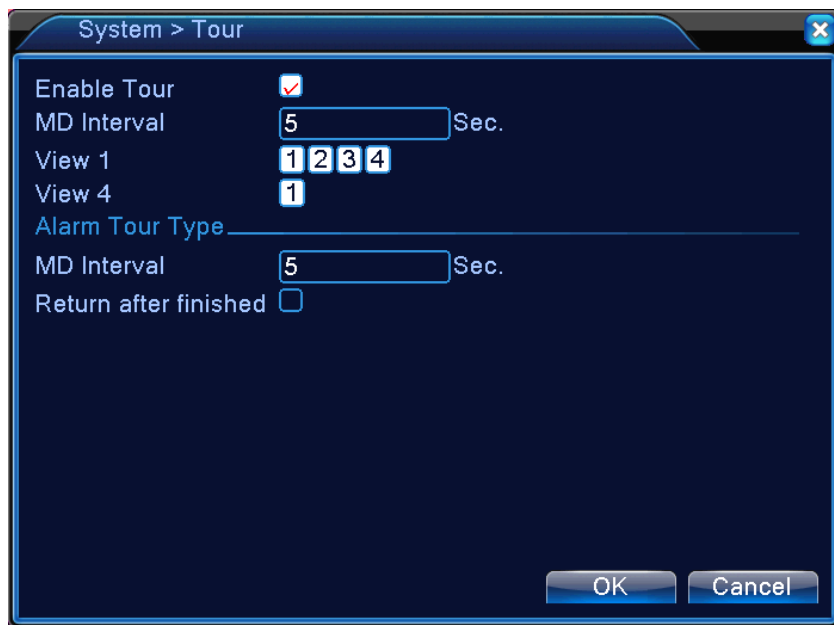 System > Tour
Enable Tour
MD Interval 5 Sec.
View 1 1 2 3 4
View 4 1
Alarm Tour Type
MD Interval 5 Sec.
Return after finished
OK Cancel